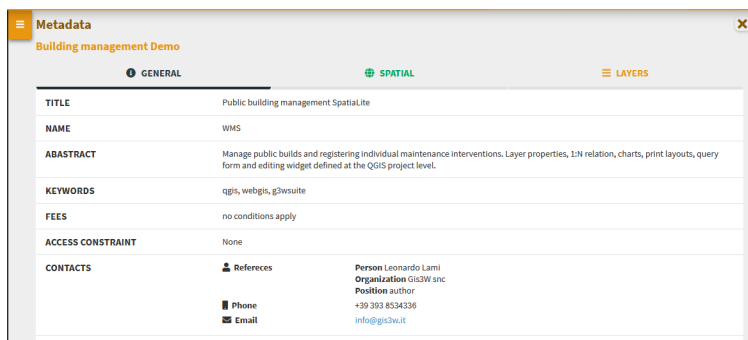 Metadata
Building management Demo
GENERAL
SPATIAL
LAYERS
TITLE Public building management SpatiaLite
NAME WMS
ABASTRACT Manage public builds and registering individual maintenance interventions. Layer properties, 1:N relation, charts, print layouts, query
form and editing widget defined at the QGIS project level.
KEYWORDS qgis, webgis, g3wsuite
FEES no conditions apply
ACCESS CONSTRAINT None
CONTACTS Refereces Person Leonardo Lami
Organization Gis3W snc
Position author
Phone +39 393 8534336
Email info@gis3w.it